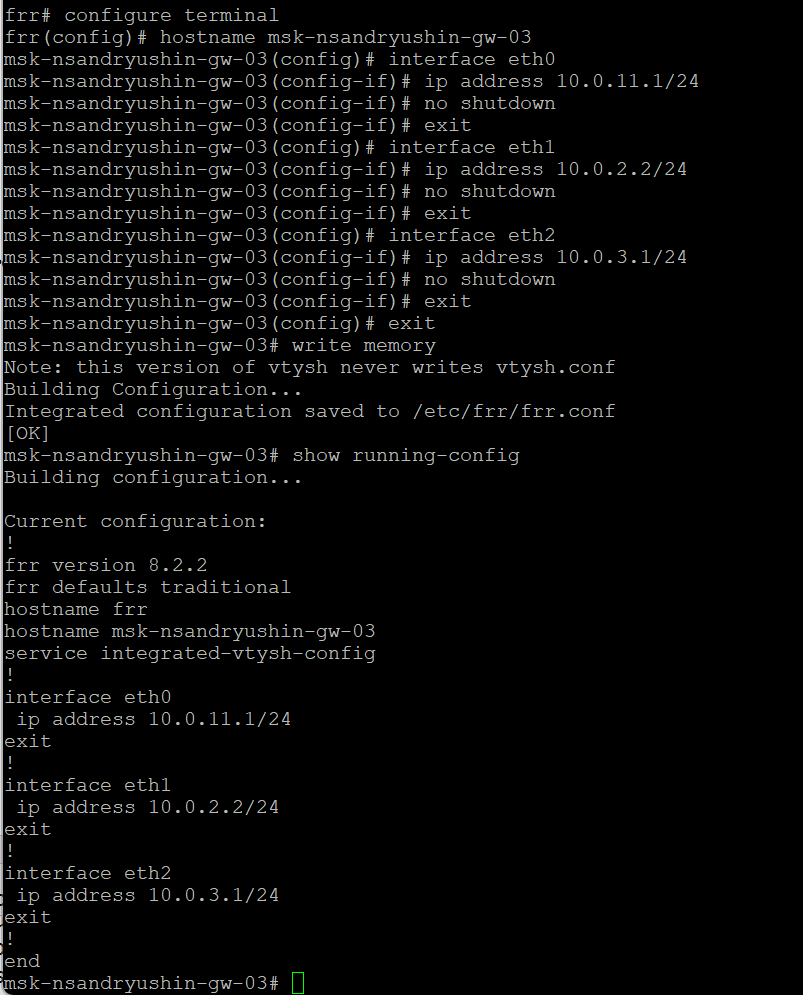 frr# configure terminal
frr(config)# hostname msk-nsandryushin-gw-03
msk-nsandryushin-gw-03(config)# interface eth0
msk-nsandryushin-gw-03(config-if)# ip address 10.0.11.1/24
msk-nsandryushin-gw-03(config-if)# no shutdown
msk-nsandryushin-gw-03(config-if)# exit
msk-nsandryushin-gw-03(config)# interface eth1
msk-nsandryushin-gw-03(config-if)# ip address 10.0.2.2/24
msk-nsandryushin-gw-03(config-if)# no shutdown
msk-nsandryushin-gw-03(config-if)# exit
msk-nsandryushin-gw-03(config)# interface eth2
msk-nsandryushin-gw-03(config-if)# ip address 10.0.3.1/24
msk-nsandryushin-gw-03(config-if)# no shutdown
msk-nsandryushin-gw-03(config-if)# exit
msk-nsandryushin-gw-03(config)# exit
msk-nsandryushin-gw-03# write memory
Note: this version of vtysh never writes vtysh.conf
Building Configuration...
Integrated configuration saved to /etc/frr/frr.conf
[OK]
msk-nsandryushin-gw-03# show running-config
Building configuration...

Current configuration:
!
frr version 8.2.2
frr defaults traditional
hostname frr
hostname msk-nsandryushin-gw-03
service integrated-vtysh-config
!
interface eth0
 ip address 10.0.11.1/24
exit
!
interface eth1
 ip address 10.0.2.2/24
exit
!
interface eth2
 ip address 10.0.3.1/24
exit
!
end
msk-nsandryushin-gw-03#